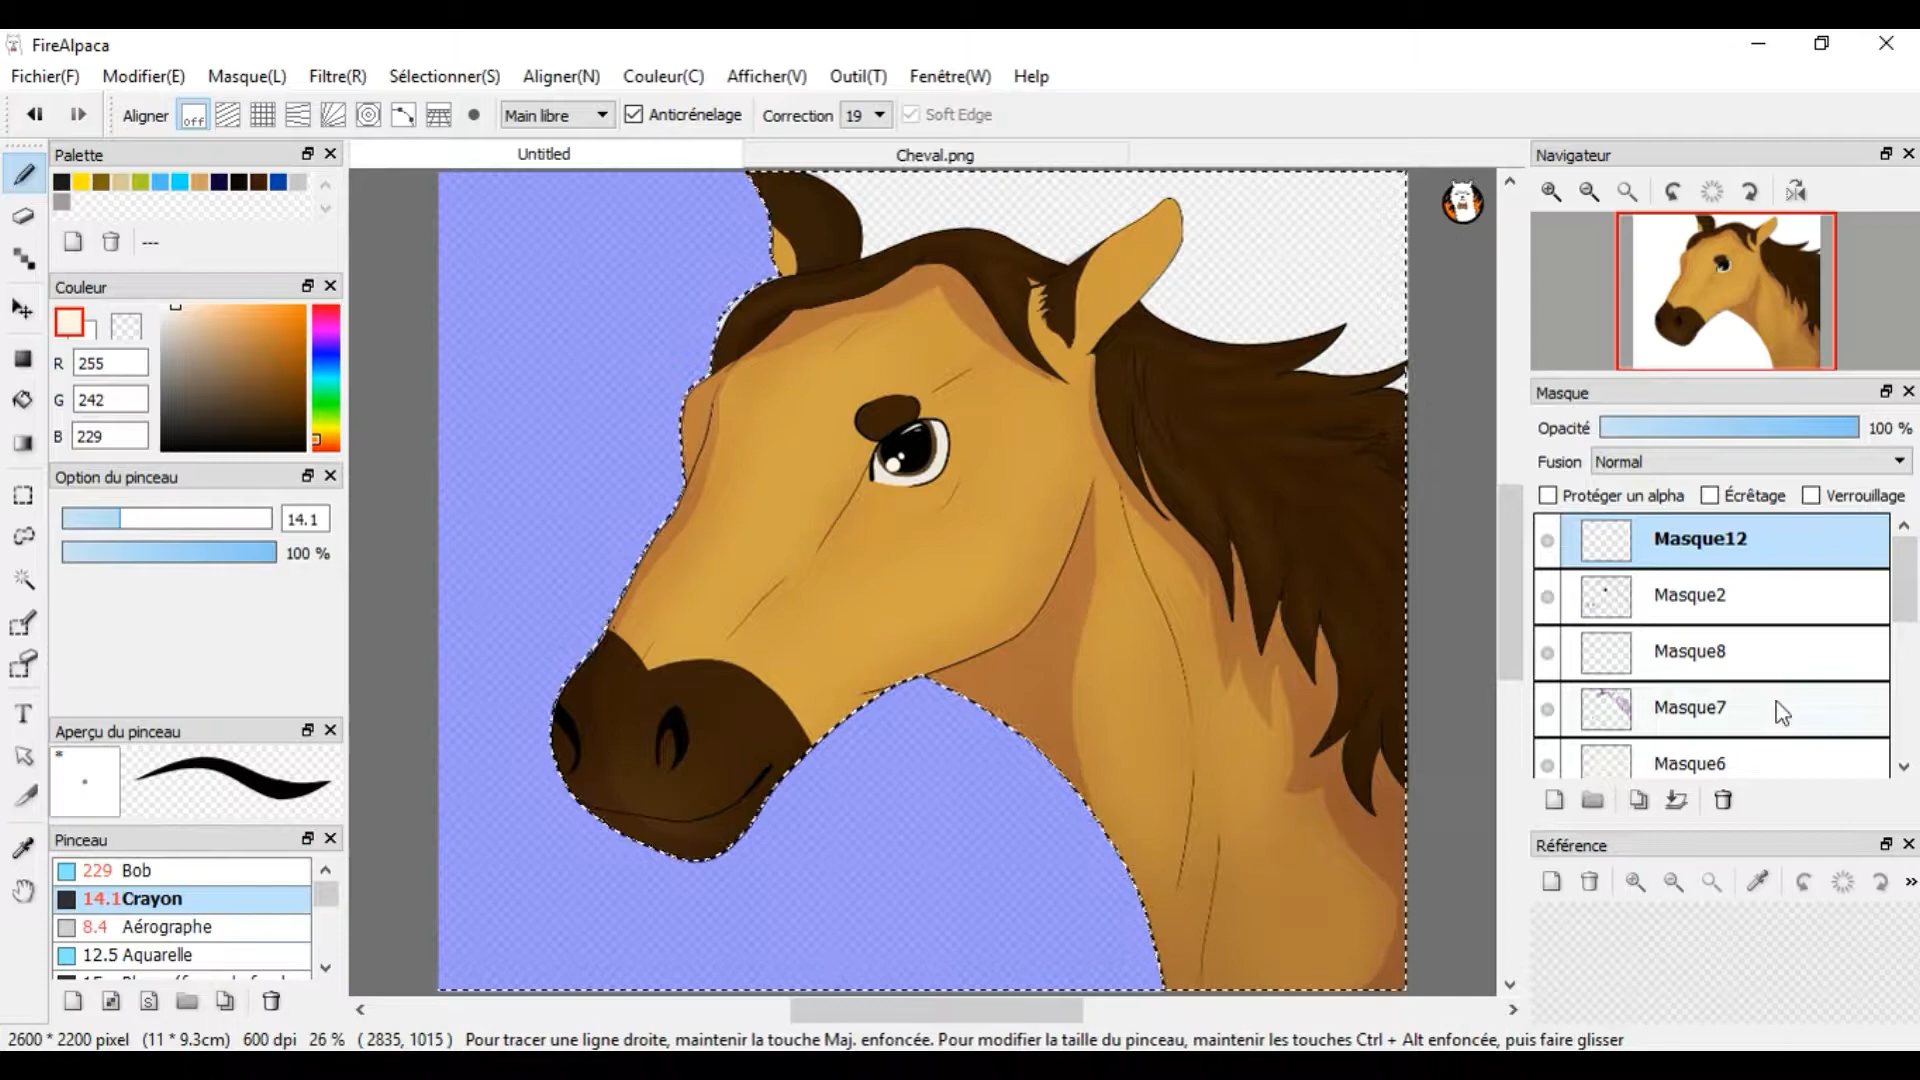 FireAlpaca
Fichier(F) Modifier(E) Masque(L) Filtre(R) Sélectionner(S) Aligner(N) Couleur(C) Afficher(V) Outil(T) Fenêtre(W) Help
Aligner off Main libre Anticrénelage Correction 19 Soft Edge
Palette
---
Couleur
R 255
G 242
B 229
Option du pinceau
14.1
100 %
Aperçu du pinceau
*
Pinceau
229 Bob
14.1 Crayon
8.4 Aérographe
12.5 Aquarelle
Untitled Cheval.png
Navigateur
Masque
Opacité 100 %
Fusion Normal
Protéger un alpha Écrêtage Verrouillage
Masque12
Masque2
Masque8
Masque7
Masque6
Référence
»
T
2600 * 2200 pixel (11 * 9.3cm) 600 dpi 26 % ( 2835, 1015 ) Pour tracer une ligne droite, maintenir la touche Maj. enfoncée. Pour modifier la taille du pinceau, maintenir les touches Ctrl + Alt enfoncée, puis faire glisser